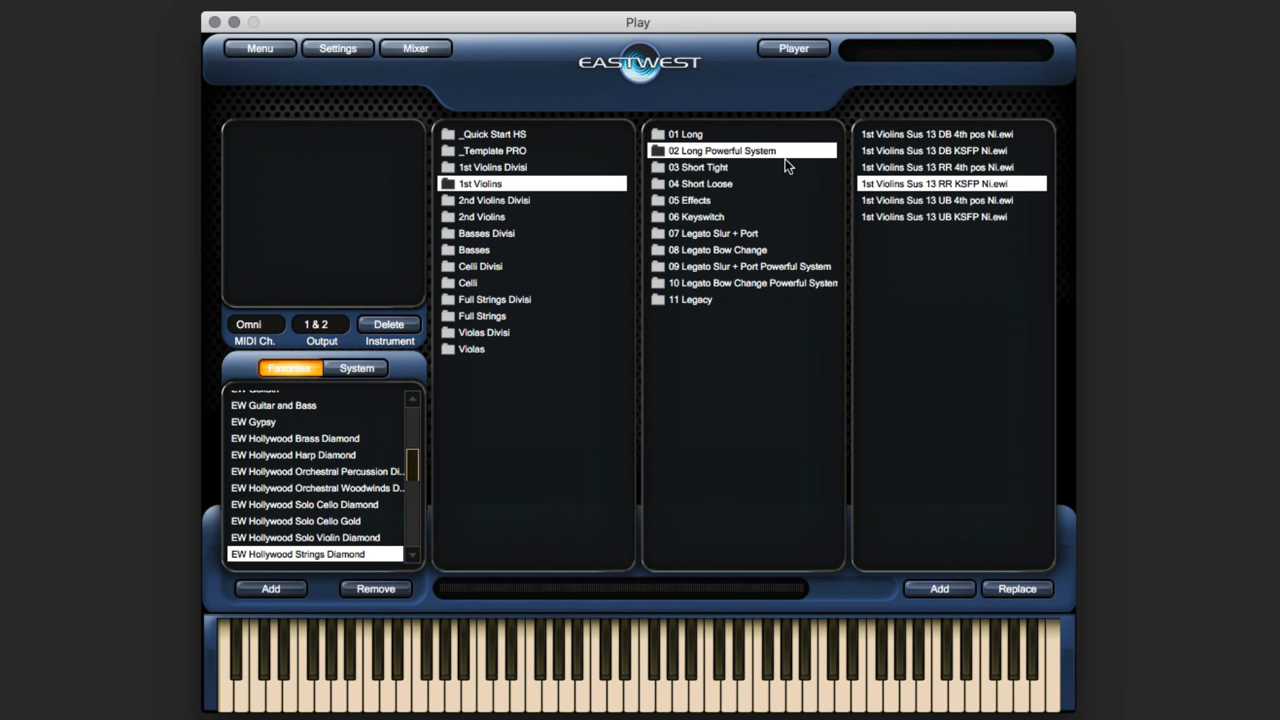 Play
Menu
Settings
Mixer
EASTWEST
Player
_Quick Start HS
_Template PRO
1st Violins Divisi
1st Violins
2nd Violins Divisi
2nd Violins
Basses Divisi
Basses
Celli Divisi
Celli
Full Strings Divisi
Full Strings
Violas Divisi
Violas
01 Long
02 Long Powerful System
03 Short Tight
04 Short Loose
05 Effects
06 Keyswitch
07 Legato Slur + Port
08 Legato Bow Change
09 Legato Slur + Port Powerful System
10 Legato Bow Change Powerful System
11 Legacy
1st Violins Sus 13 DB 4th pos Ni.ewi
1st Violins Sus 13 DB KSFP Ni.ewi
1st Violins Sus 13 RR 4th pos Ni.ewi
1st Violins Sus 13 RR KSFP Ni.ewi
1st Violins Sus 13 UB 4th pos Ni.ewi
1st Violins Sus 13 UB KSFP Ni.ewi
Omni
1 & 2
Delete
MIDI Ch.
Output
Instrument
Favorites
System
EW Goliath
EW Guitar and Bass
EW Gypsy
EW Hollywood Brass Diamond
EW Hollywood Harp Diamond
EW Hollywood Orchestral Percussion Di..
EW Hollywood Orchestral Woodwinds D..
EW Hollywood Solo Cello Diamond
EW Hollywood Solo Cello Gold
EW Hollywood Solo Violin Diamond
EW Hollywood Strings Diamond
Add
Remove
Add
Replace